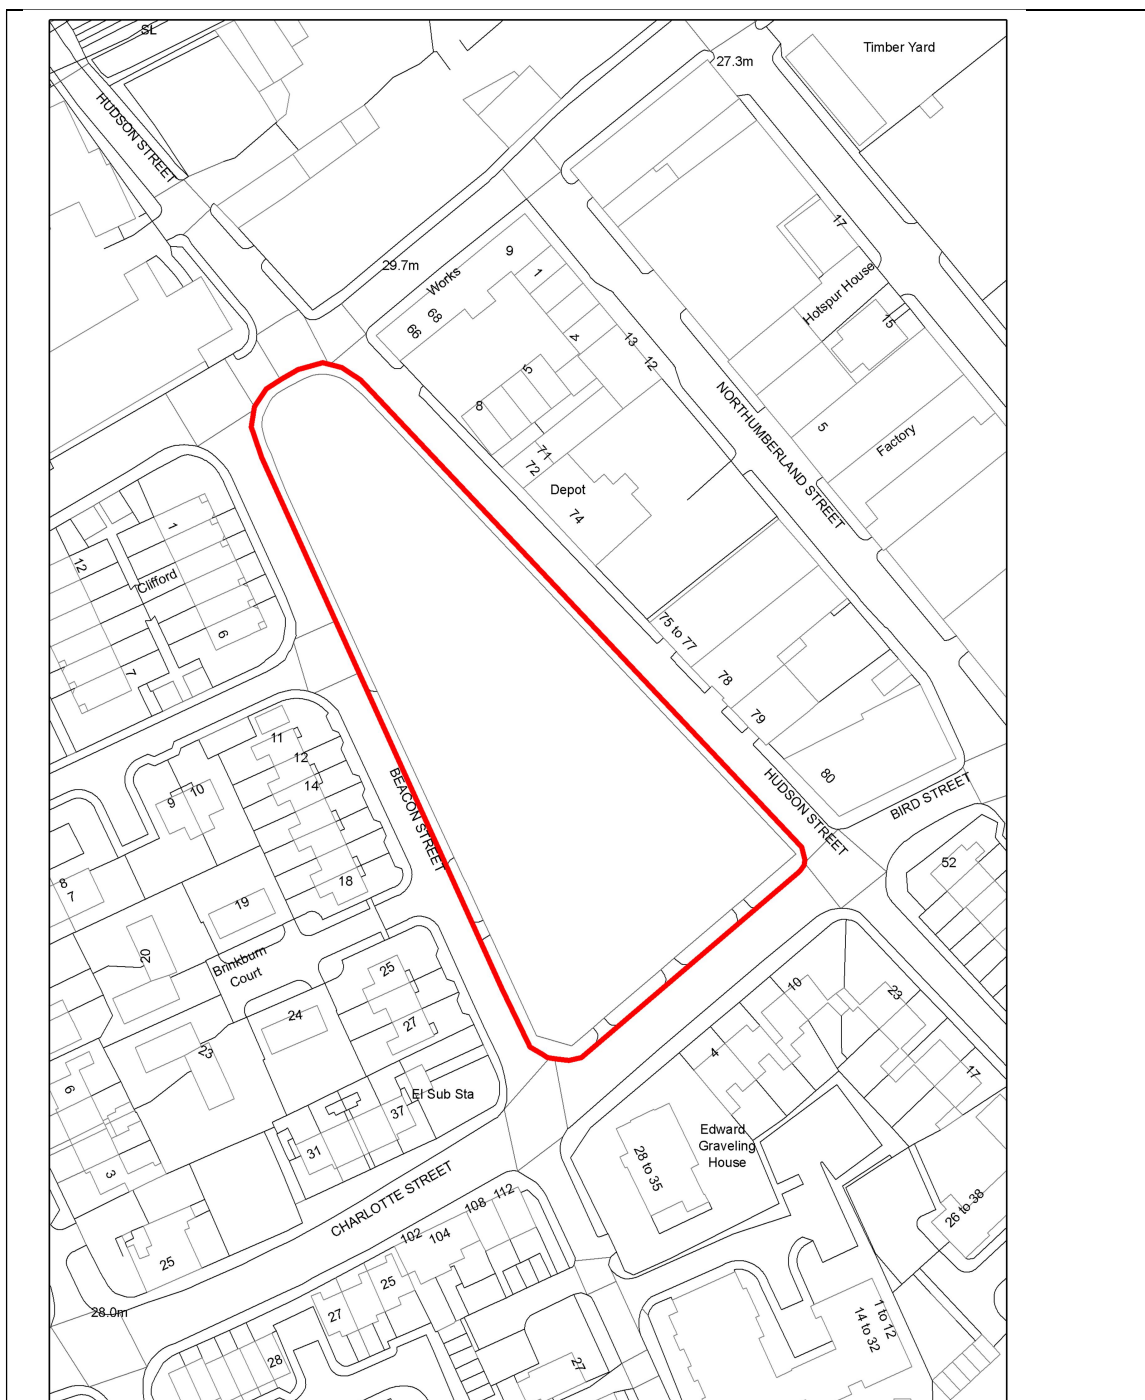 SL
Timber Yard
27.3m
HUDSON STREET
17
9
29.7m
Works
1
Hotspur House
68
66
15
4
13
12
5
NORTHUMBERLAND STREET
8
5
Factory
71
72
Depot
74
1
12
Clifford
6
7
75 to 77
78
79
11
12
14
10
9
BEACON STREET
HUDSON STREET
80
BIRD STREET
52
8
7
18
19
20
Brinkburn
Court
25
24
27
23
10
23
4
17
6
El Sub Sta
37
31
3
Edward
Graveling
House
28 to 35
CHARLOTTE STREET
112
108
104
102
26 to 38
25
25
27
28.0m
28
27
1 to 12
14 to 32